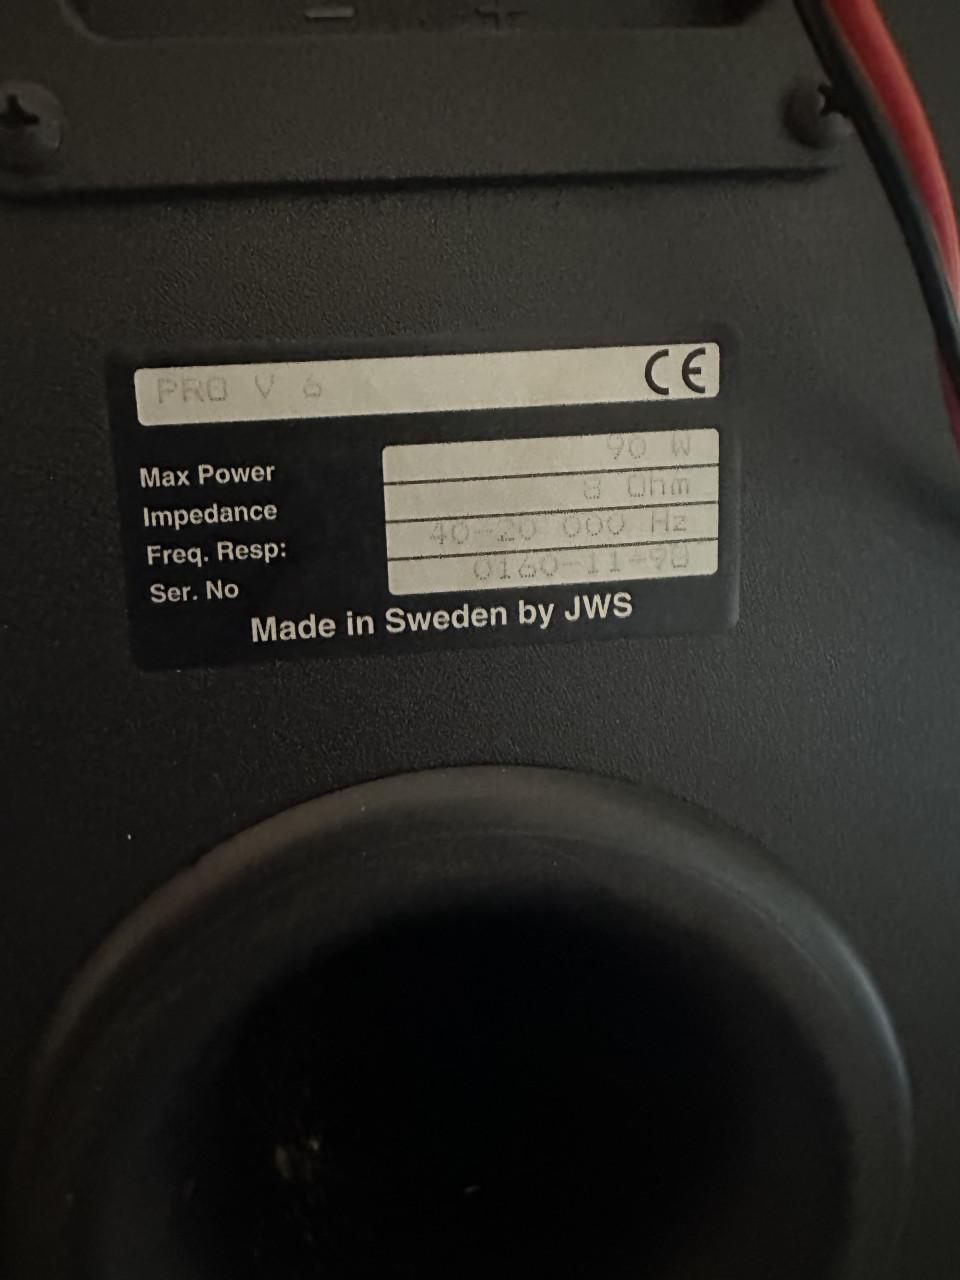 − +
PRO V 6 CE
Max Power 90 W
Impedance 8 Ohm
Freq. Resp: 40-20 000 Hz
Ser. No 0160-11-98
Made in Sweden by JWS